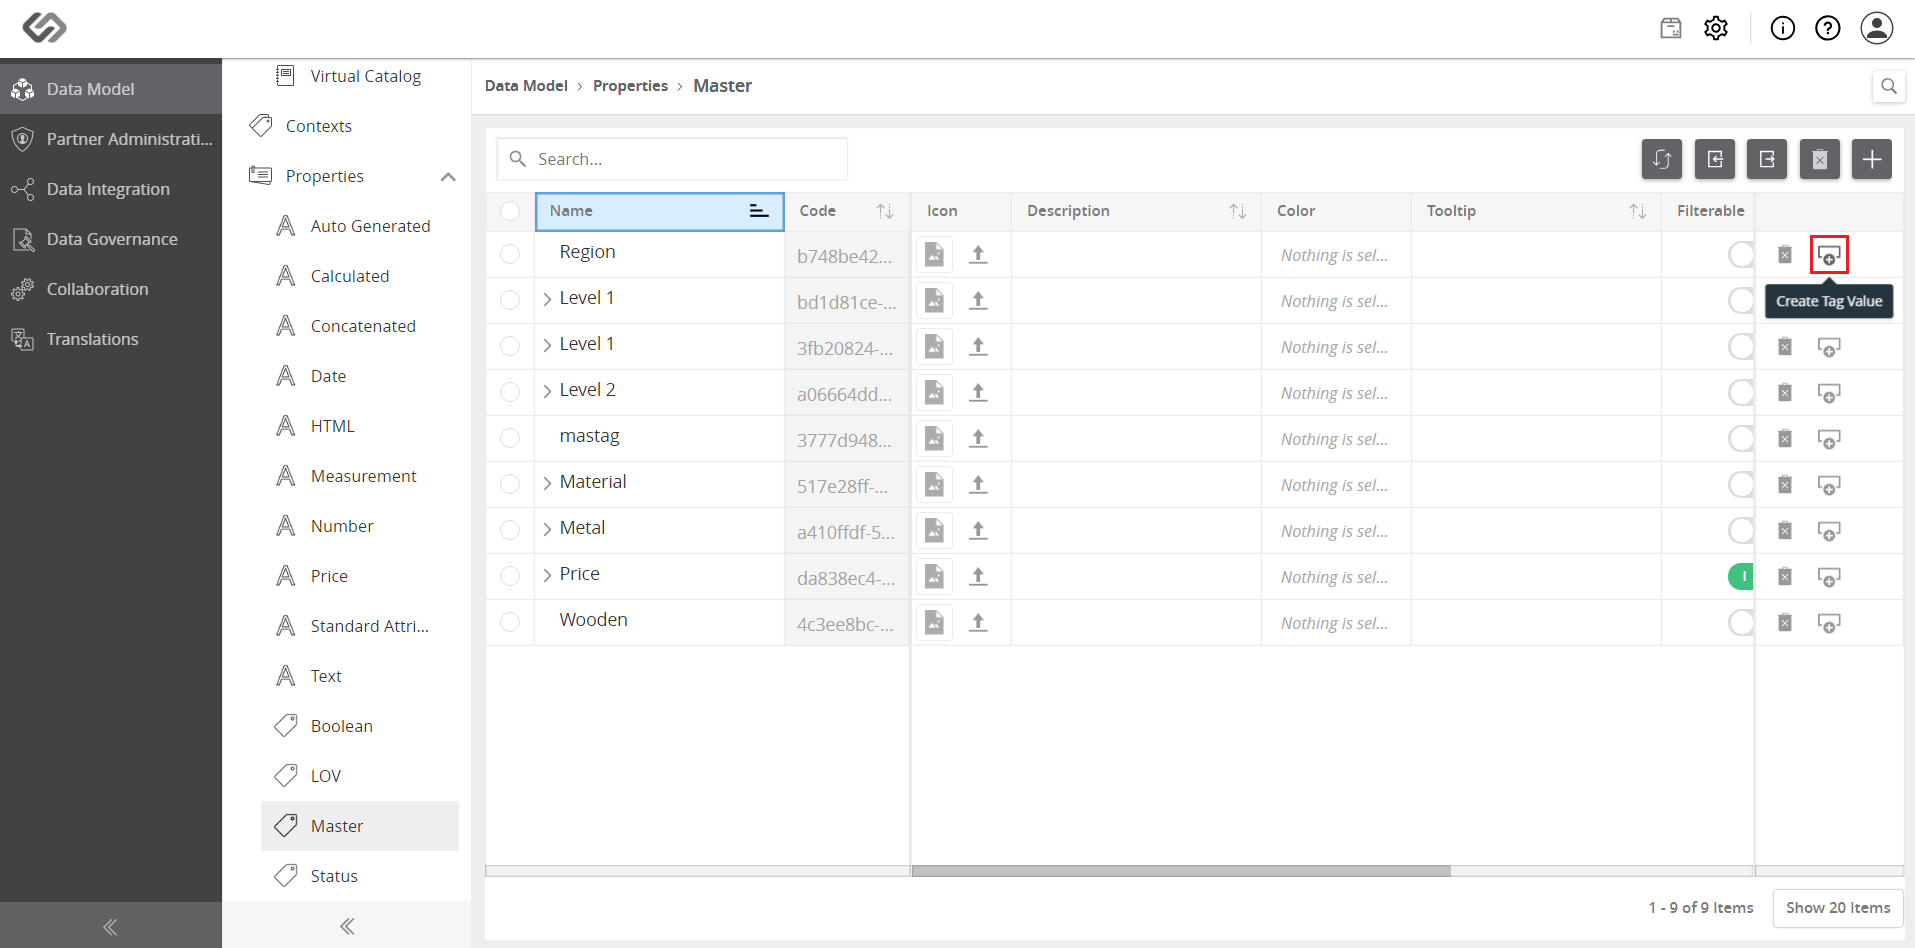 Data Model
Partner Administrati...
Data Integration
Data Governance
Collaboration
Translations
Virtual Catalog
Contexts
Properties
Auto Generated
Calculated
Concatenated
Date
HTML
Measurement
Number
Price
Standard Attri...
Text
Boolean
LOV
Master
Status
Data Model > Properties > Master
Search...
Name Code Icon Description Color Tooltip Filterable
Region b748be42... Nothing is sel...
Level 1 bd1d81ce-... Nothing is sel... Create Tag Value
Level 1 3fb20824-... Nothing is sel...
Level 2 a06664dd... Nothing is sel...
mastag 3777d948... Nothing is sel...
Material 517e28ff-... Nothing is sel...
Metal a410ffdf-5... Nothing is sel...
Price da838ec4-... Nothing is sel...
Wooden 4c3ee8bc-... Nothing is sel...
1 - 9 of 9 Items Show 20 Items